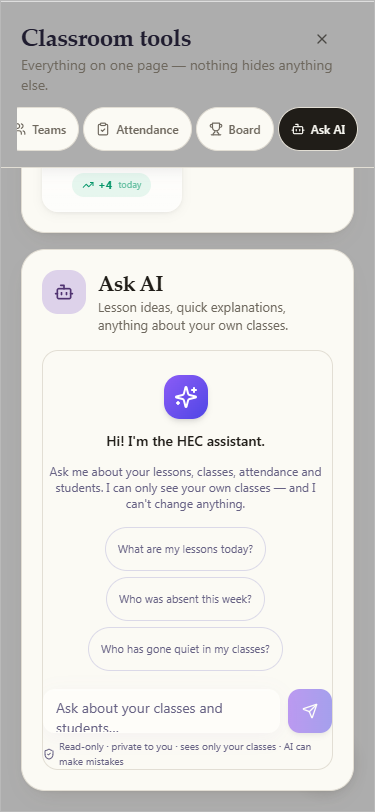 Classroom tools
Everything on one page — nothing hides anything
else.
Teams
Attendance
Board
Ask AI
+4 today
Ask AI
Lesson ideas, quick explanations,
anything about your own classes.
Hi! I'm the HEC assistant.
Ask me about your lessons, classes, attendance and
students. I can only see your own classes — and I
can't change anything.
What are my lessons today?
Who was absent this week?
Who has gone quiet in my classes?
Ask about your classes and
students...
Read-only · private to you · sees only your classes · AI can
make mistakes